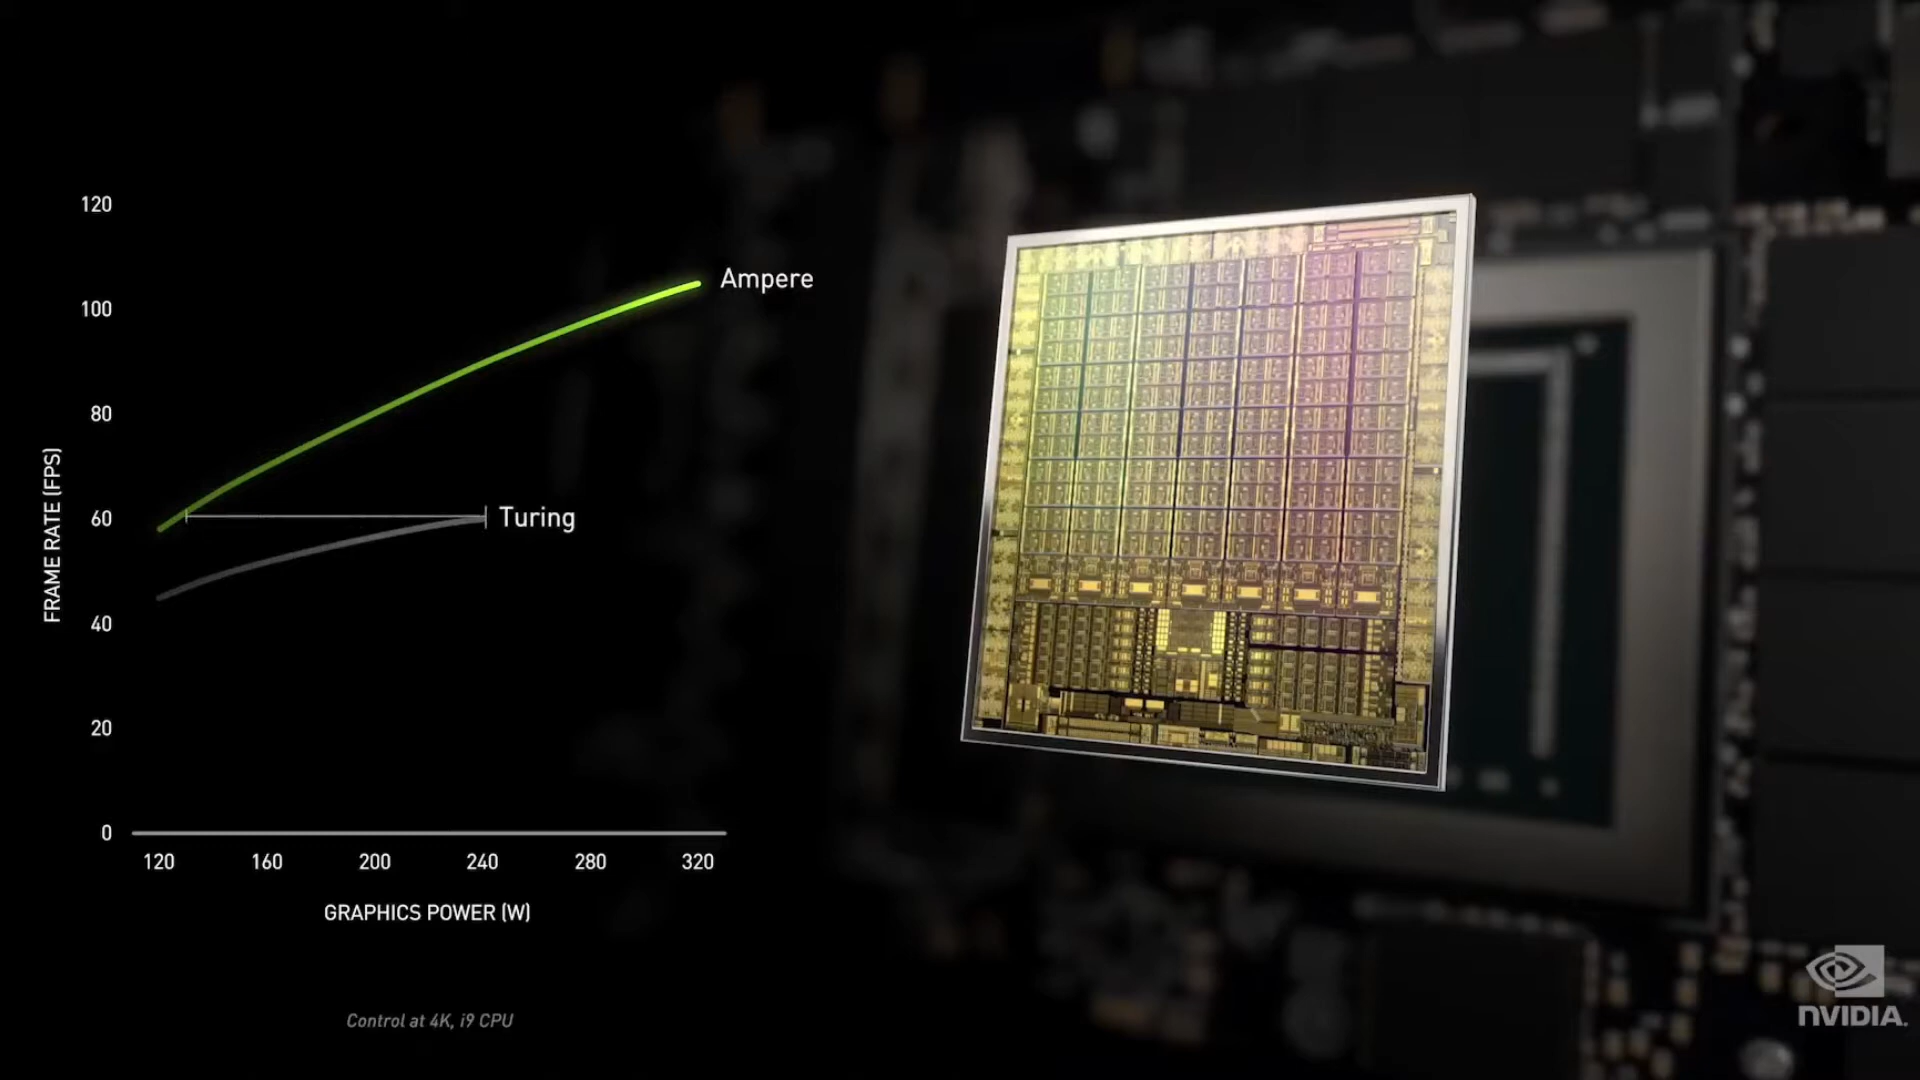 120
100
80
60
40
20
0
FRAME RATE (FPS)
Ampere
Turing
120 160 200 240 280 320
GRAPHICS POWER (W)
Control at 4K, i9 CPU
NVIDIA.